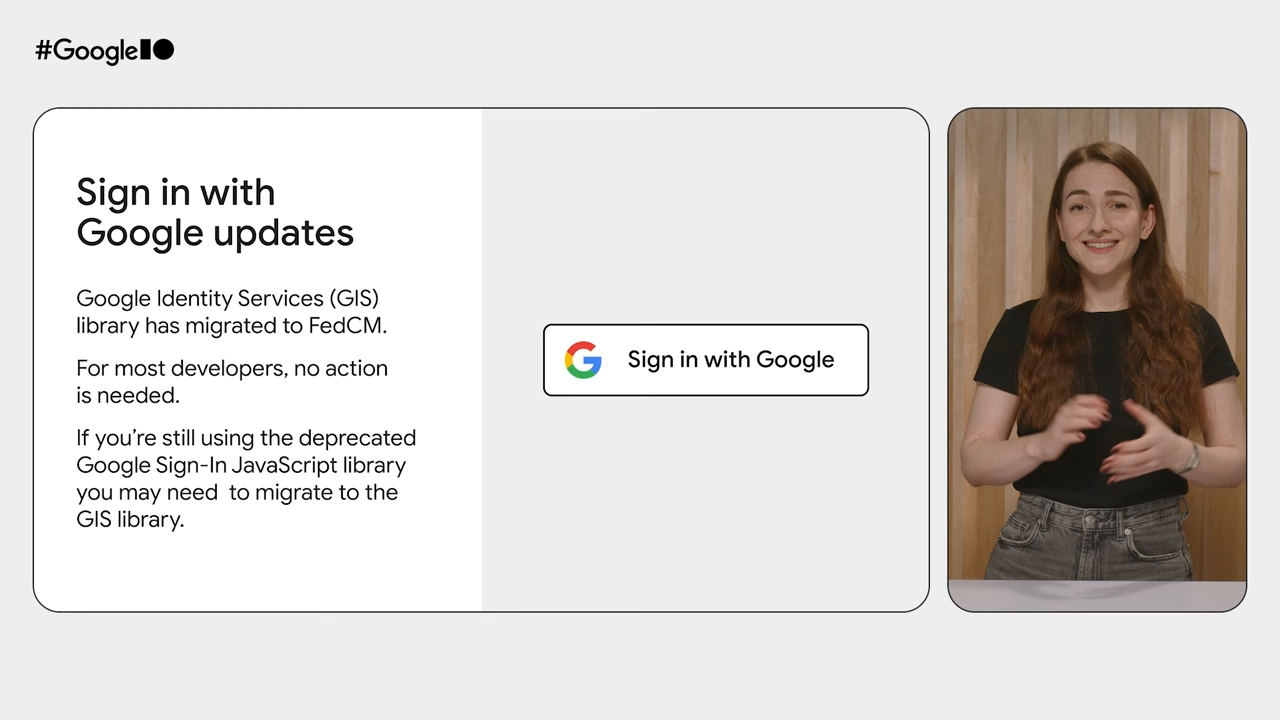 #GoogleIO
Sign in with
Google updates
Google Identity Services (GIS)
library has migrated to FedCM.
For most developers, no action
is needed.
If you’re still using the deprecated
Google Sign-In JavaScript library
you may need  to migrate to the
GIS library.
Sign in with Google